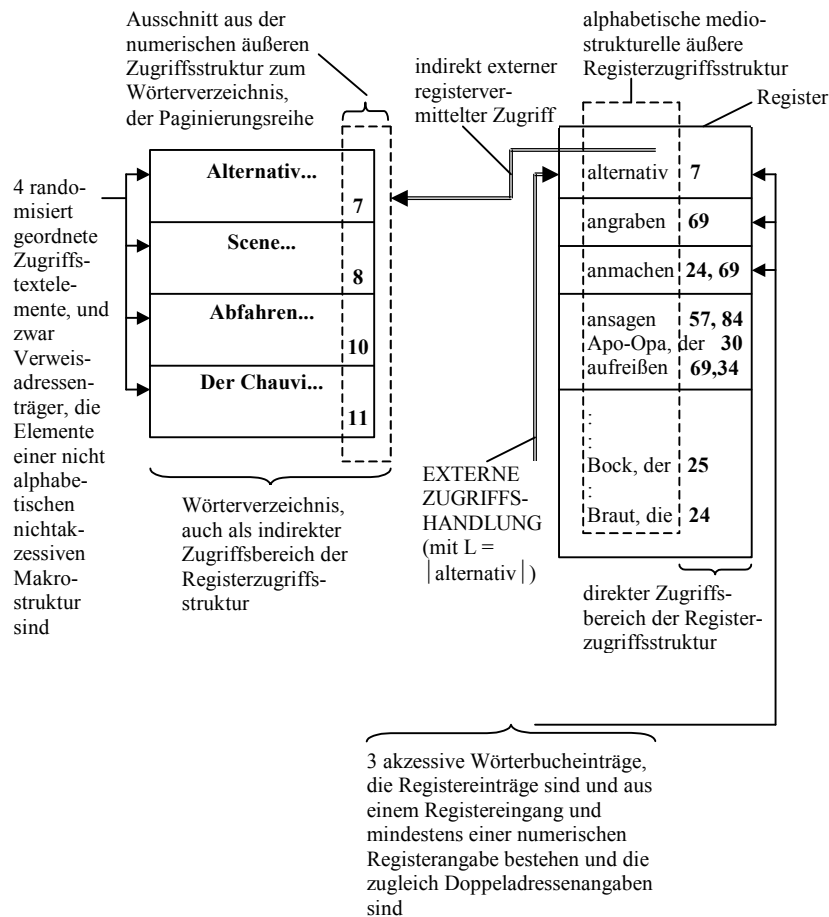 Ausschnitt aus der
numerischen äußeren
Zugriffsstruktur zum
Wörterverzeichnis,
der Paginierungsreihe
indirekt externer
registerver-
mittelter Zugriff
alphabetische medio-
strukturelle äußere
Registerzugriffsstruktur
Register
4 rando-
misiert
geordnete
Zugriffs-
textele-
mente, und
zwar
Verweis-
adressen-
träger, die
Elemente
einer nicht
alphabe-
tischen
nichtak-
zessiven
Makro-
struktur
sind
Alternativ...
7
Scene...
8
Abfahren...
10
Der Chauvi...
11
Wörterverzeichnis,
auch als indirekter
Zugriffsbereich der
Registerzugriffs-
struktur
EXTERNE
ZUGRIFFS-
HANDLUNG
(mit L =
|alternativ|)
alternativ 7
angraben 69
anmachen 24, 69
ansagen 57, 84
Apo-Opa, der 30
aufreißen 69,34
:
:
Bock, der 25
:
Braut, die 24
direkter Zugriffs-
bereich der Register-
zugriffsstruktur
3 akzessive Wörterbucheinträge,
die Registereinträge sind und aus
einem Registereingang und
mindestens einer numerischen
Registerangabe bestehen und die
zugleich Doppeladressenangaben
sind